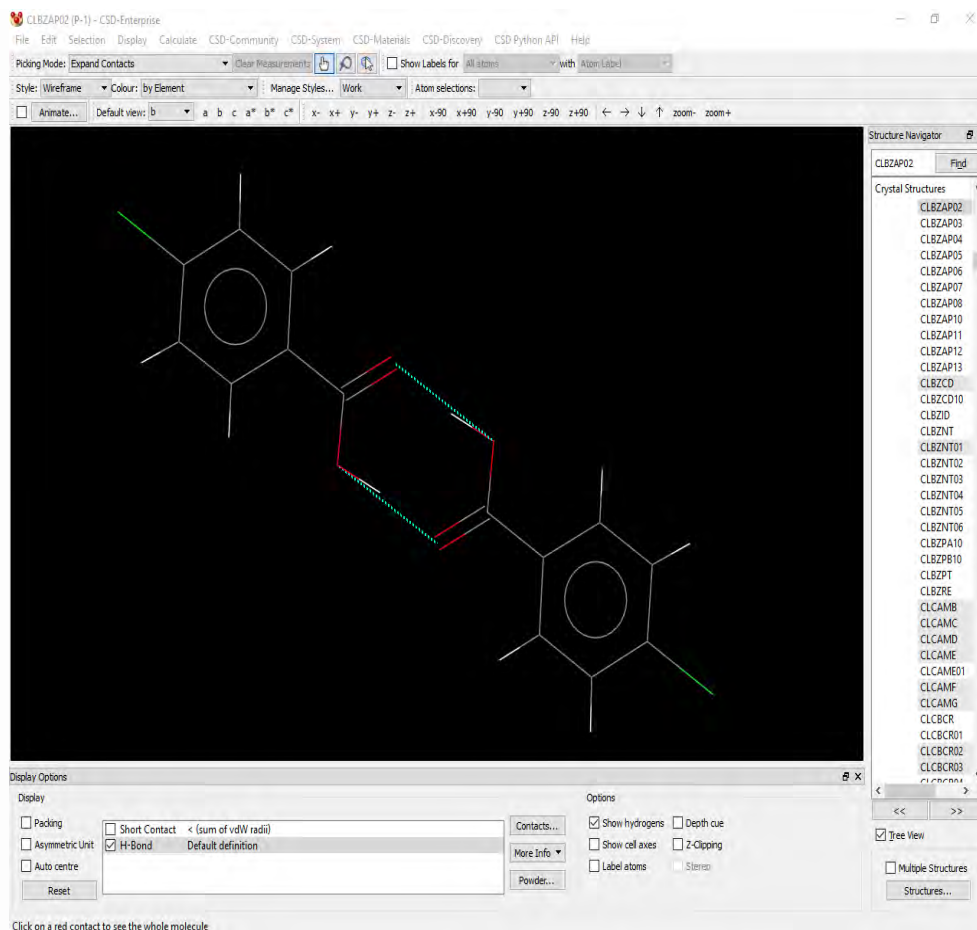 CLBZAP02 (P-1) - CSD-Enterprise
File Edit Selection Display Calculate CSD-Community CSD-System CSD-Materials CSD-Discovery CSD Python API Help
Picking Mode: Expand Contacts Clear Measurements Show Labels for All atoms with Atom Label
Style: Wireframe Colour: by Element Manage Styles... Work Atom selections:
Animate... Default view: b a b c a* b* c* x- x+ y- y+ z- z+ x-90 x+90 y-90 y+90 z-90 z+90 ← → ↓ ↑ zoom- zoom+
Structure Navigator
CLBZAP02 Find
Crystal Structures
CLBZAP02
CLBZAP03
CLBZAP04
CLBZAP05
CLBZAP06
CLBZAP07
CLBZAP08
CLBZAP10
CLBZAP11
CLBZAP12
CLBZAP13
CLBZCD
CLBZCD10
CLBZID
CLBZNT
CLBZNT01
CLBZNT02
CLBZNT03
CLBZNT04
CLBZNT05
CLBZNT06
CLBZPA10
CLBZPB10
CLBZPT
CLBZRE
CLCAMB
CLCAMC
CLCAMD
CLCAME
CLCAME01
CLCAMF
CLCAMG
CLCBCR
CLCBCR01
CLCBCR02
CLCBCR03
<< >>
Tree View
Multiple Structures
Structures...
Display Options
Display
Packing
Asymmetric Unit
Auto centre
Reset
Short Contact < (sum of vdW radii)
H-Bond Default definition
Contacts...
More Info
Powder...
Options
Show hydrogens Depth cue
Show cell axes Z-Clipping
Label atoms Stereo
Click on a red contact to see the whole molecule